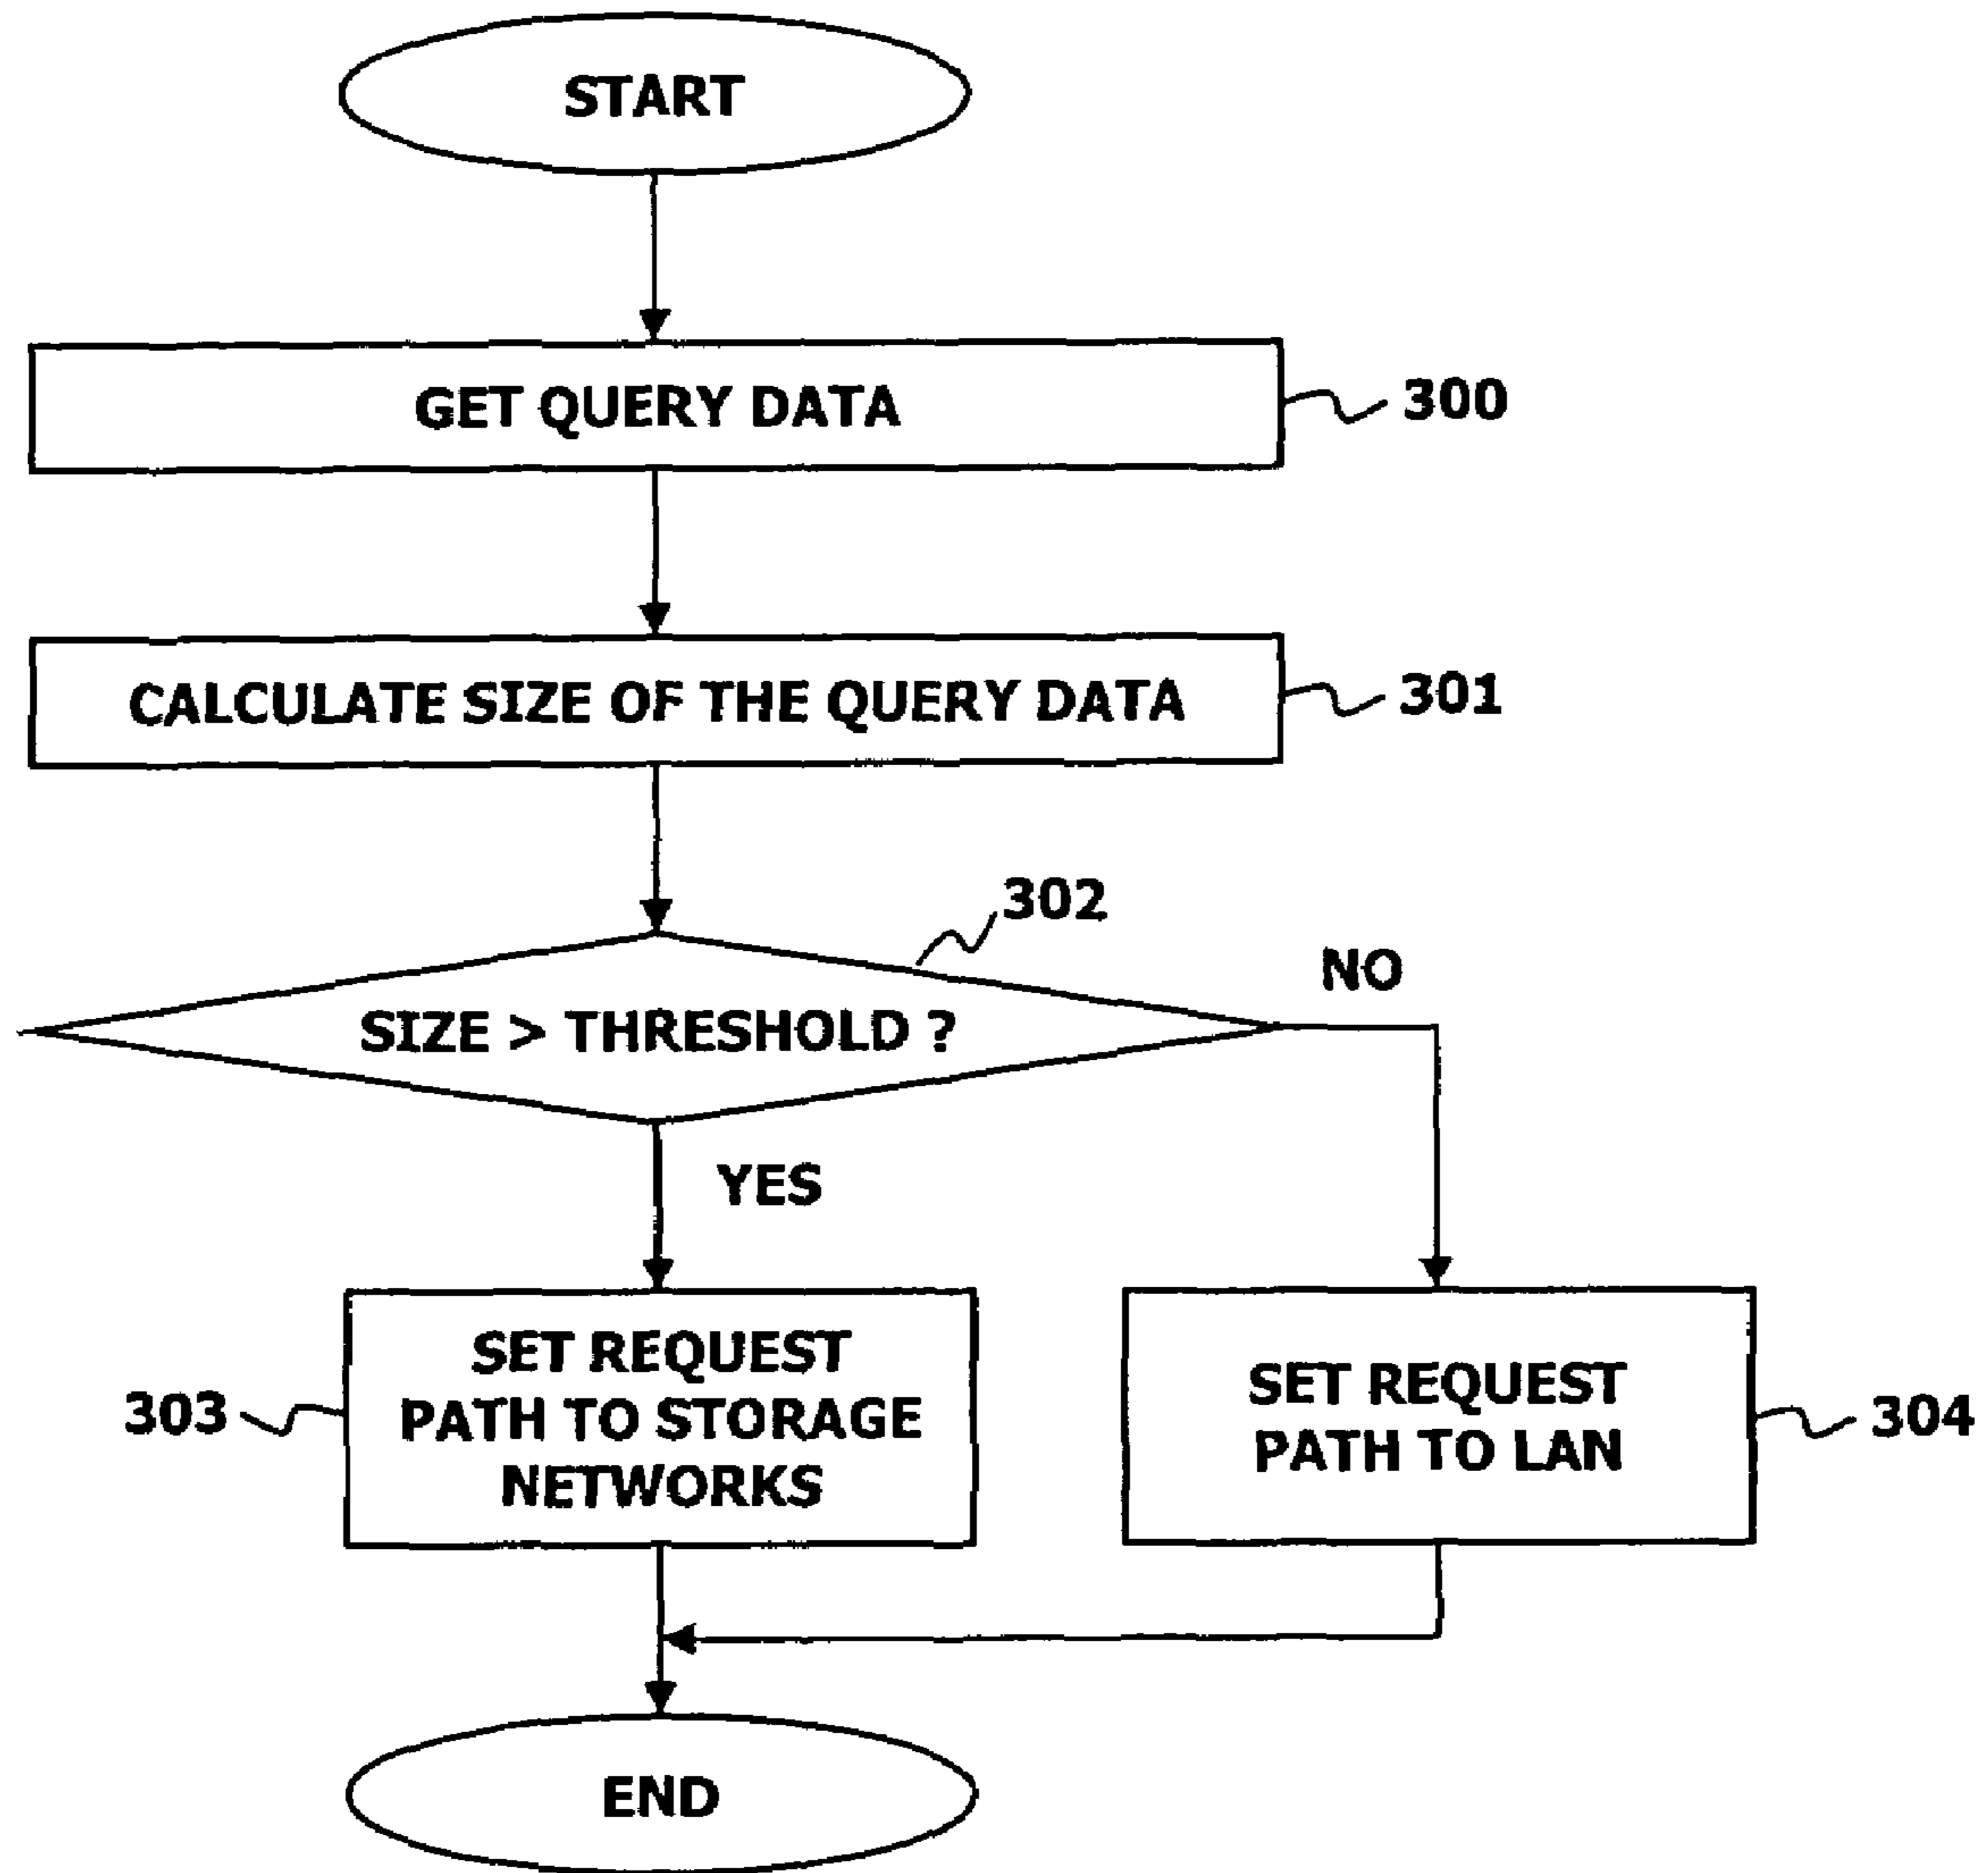 START
GET QUERY DATA
300
CALCULATE SIZE OF THE QUERY DATA
301
302
SIZE > THRESHOLD ?
NO
YES
303
SET REQUEST
PATH TO STORAGE
NETWORKS
SET REQUEST
PATH TO LAN
304
END